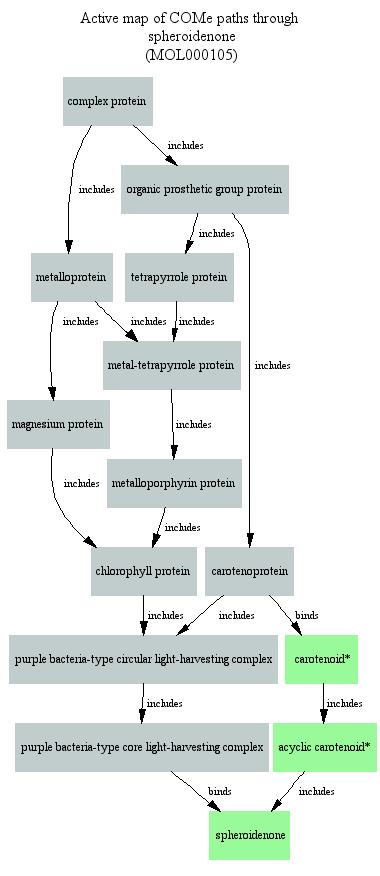 Active map of COMe paths through
spheroidenone
(MOL000105)
complex protein
includes
includes
organic prosthetic group protein
includes
metalloprotein
tetrapyrrole protein
includes
includes
includes
includes
metal-tetrapyrrole protein
magnesium protein
includes
metalloporphyrin protein
includes
chlorophyll protein
carotenoprotein
includes
includes
binds
purple bacteria-type circular light-harvesting complex
carotenoid*
includes
includes
purple bacteria-type core light-harvesting complex
acyclic carotenoid*
binds
includes
spheroidenone